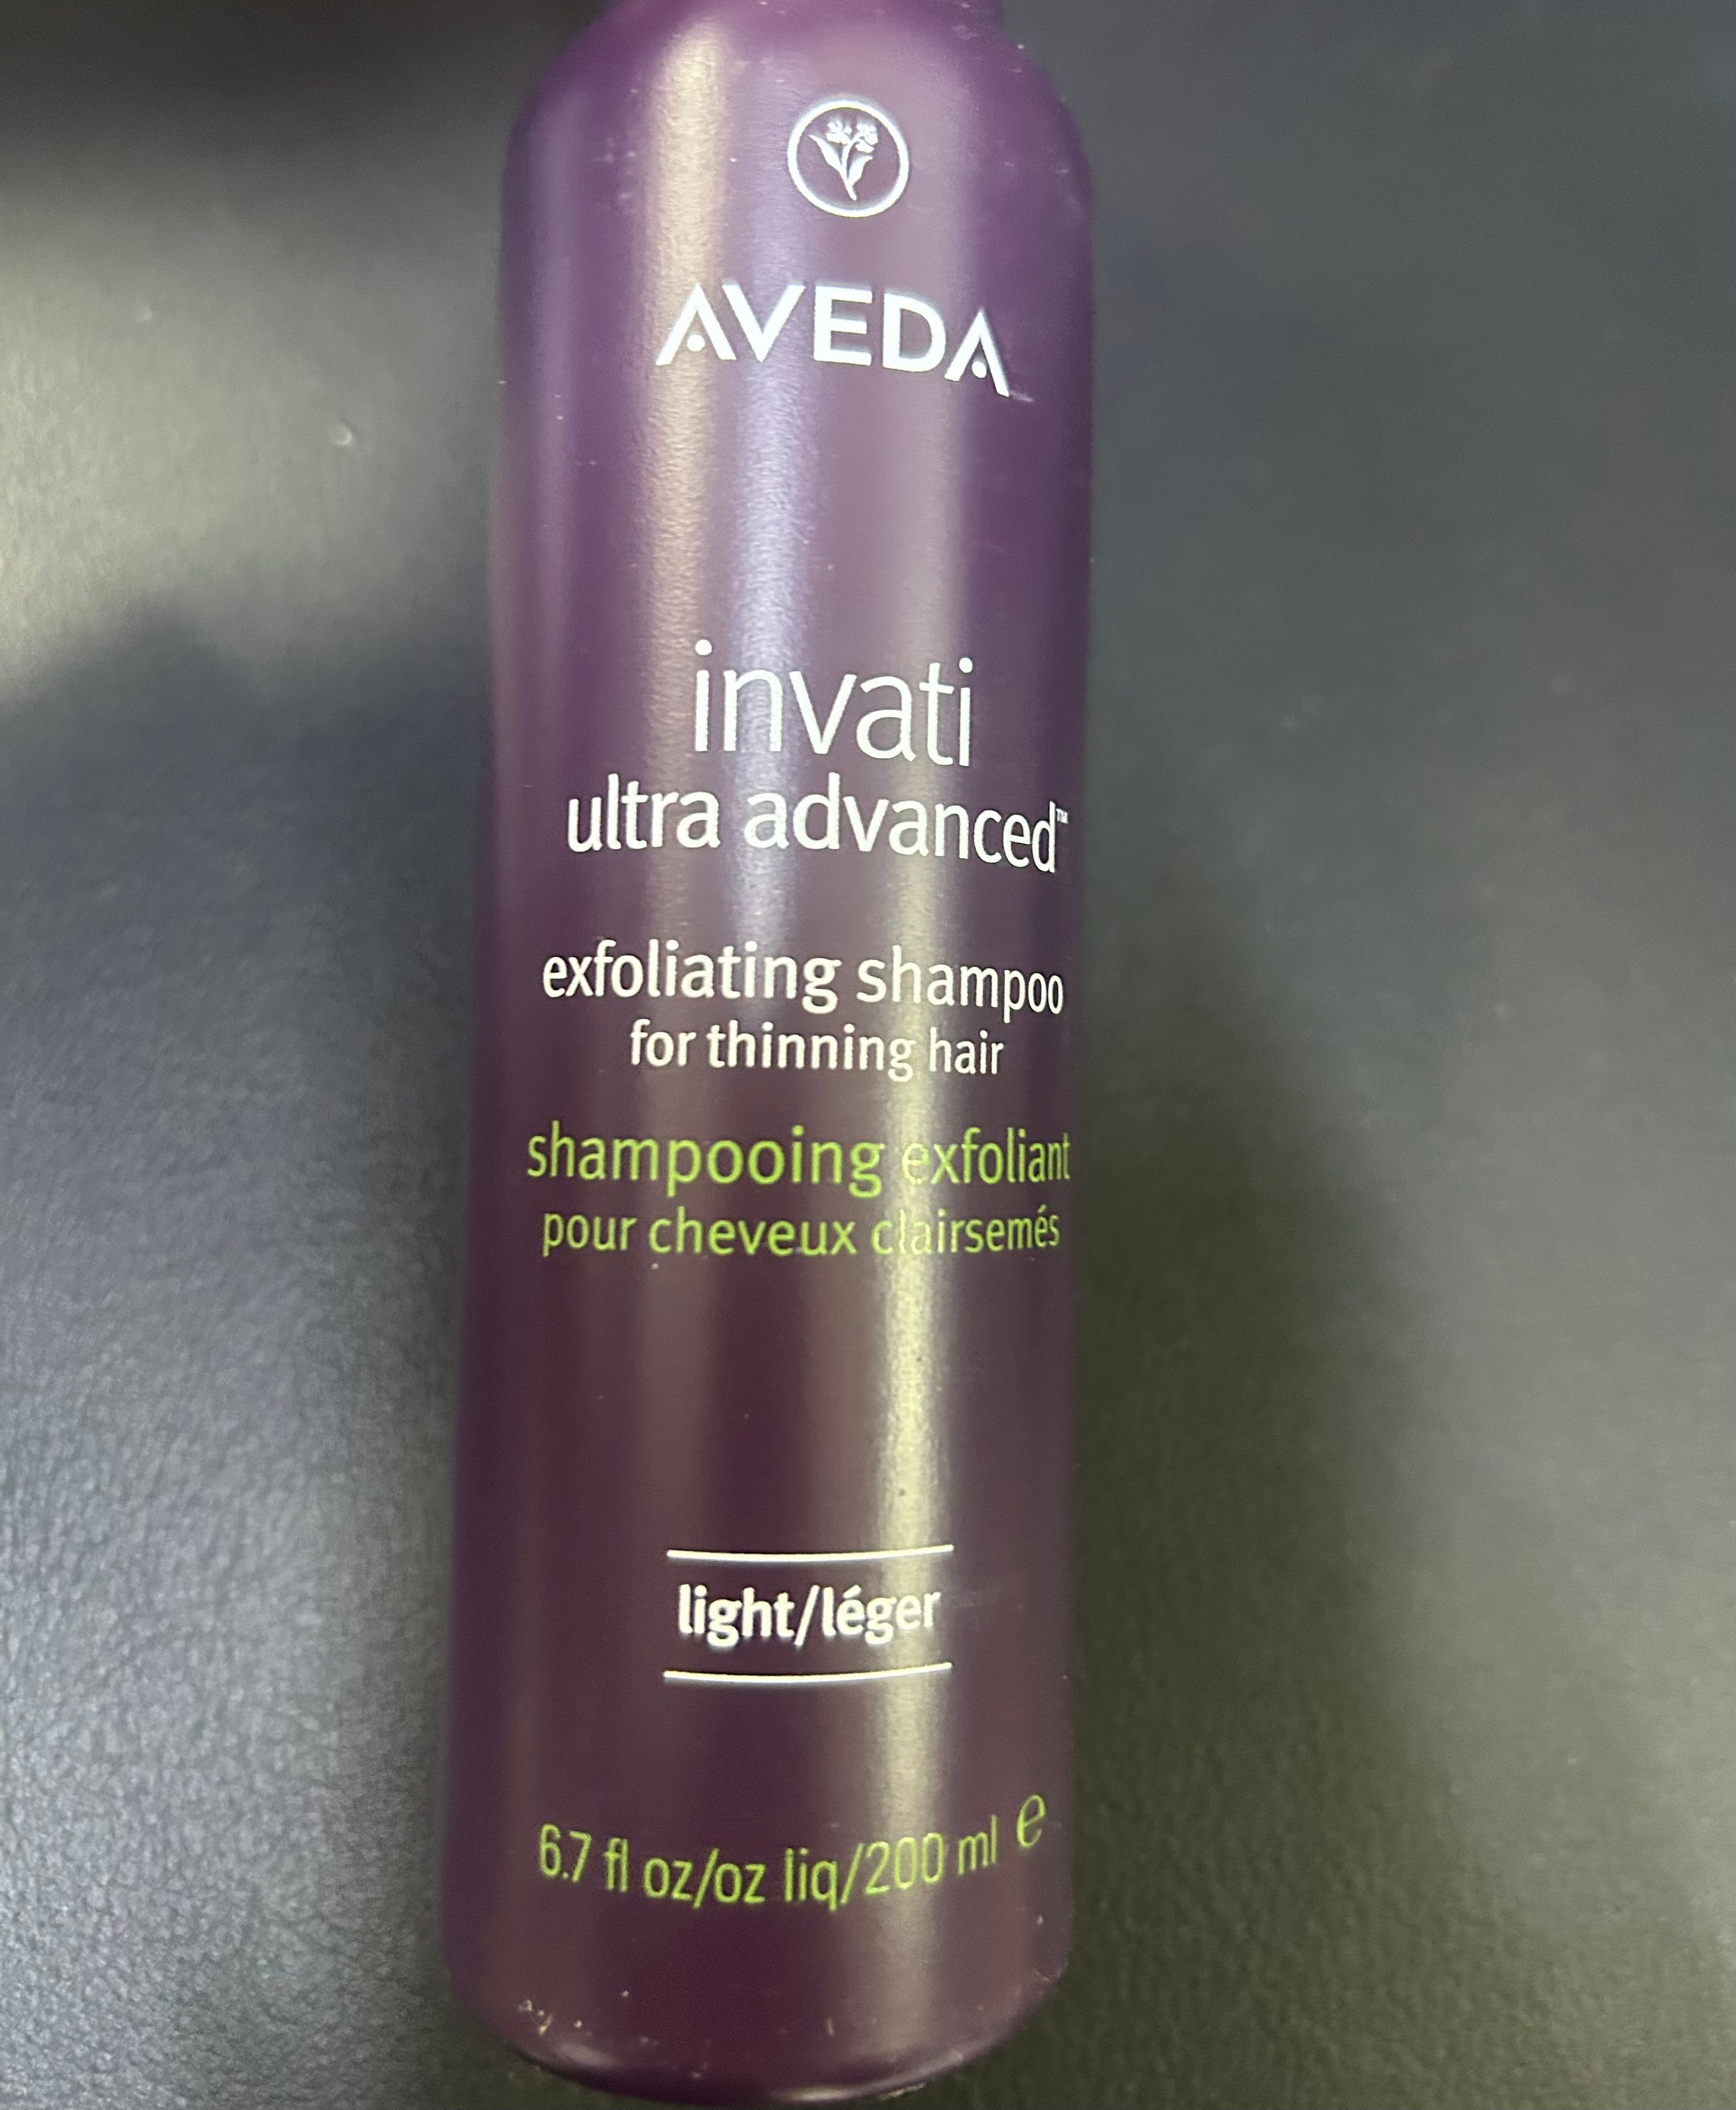 AVEDA
invati
ultra advanced™
exfoliating shampoo
for thinning hair
shampooing exfoliant
pour cheveux clairsemés
light/léger
6.7 fl oz/oz liq/200 ml e